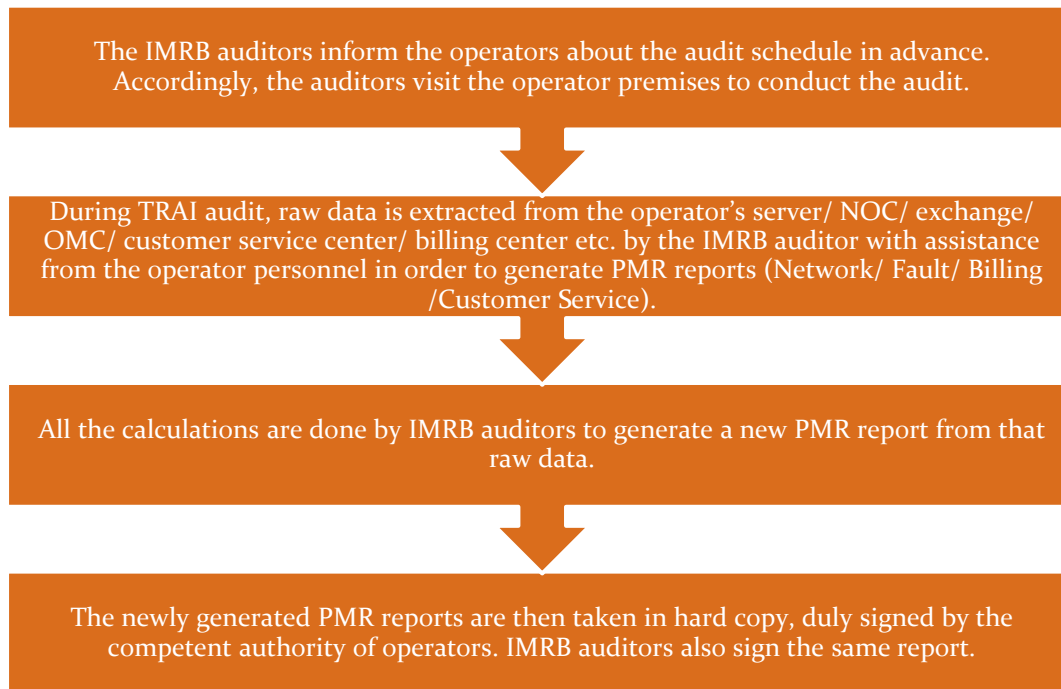 The IMRB auditors inform the operators about the audit schedule in advance.
Accordingly, the auditors visit the operator premises to conduct the audit.
During TRAI audit, raw data is extracted from the operator's server/ NOC/ exchange/
OMC/ customer service center/ billing center etc. by the IMRB auditor with assistance
from the operator personnel in order to generate PMR reports (Network/ Fault/ Billing
/Customer Service).
All the calculations are done by IMRB auditors to generate a new PMR report from that
raw data.
The newly generated PMR reports are then taken in hard copy, duly signed by the
competent authority of operators. IMRB auditors also sign the same report.